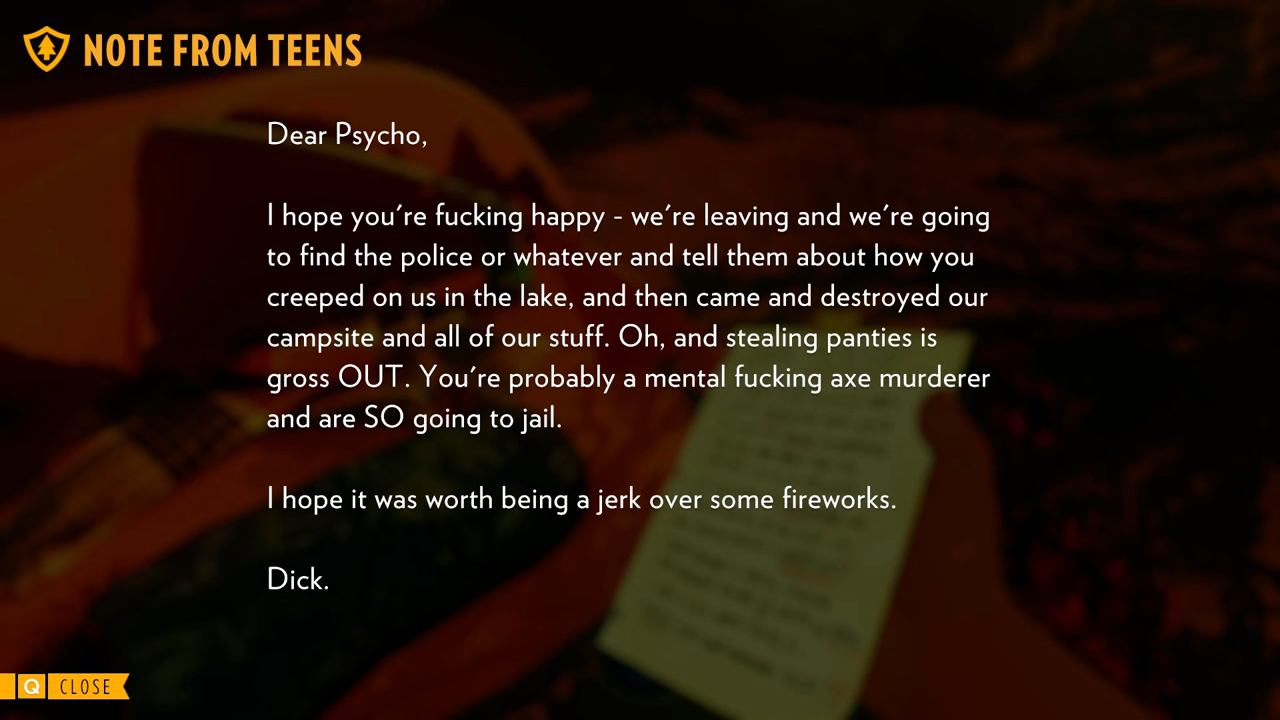 NOTE FROM TEENS
Dear Psycho,
I hope you're fucking happy - we're leaving and we're going
to find the police or whatever and tell them about how you
creeped on us in the lake, and then came and destroyed our
campsite and all of our stuff. Oh, and stealing panties is
gross OUT. You're probably a mental fucking axe murderer
and are SO going to jail.
I hope it was worth being a jerk over some fireworks.
Dick.
Q CLOSE